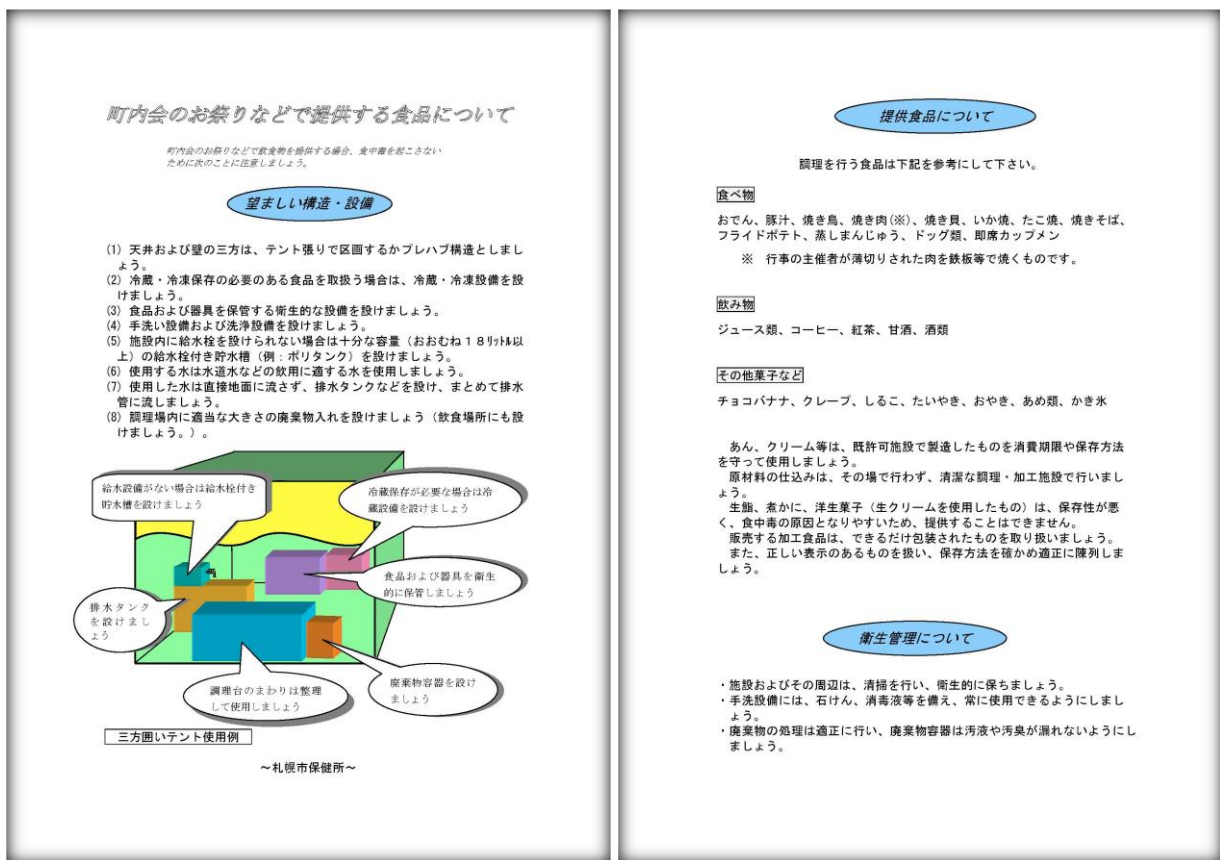 町内会のお祭りなどで提供する食品について
町内会のお祭りなどで飲食物を提供する場合、食中毒を起こさない
ために次のことに注意しましょう。
望ましい構造・設備
(1) 天井および壁の三方は、テント張りで区画するかプレハブ構造としまし
ょう。
(2) 冷蔵・冷凍保存の必要のある食品を取扱う場合は、冷蔵・冷凍設備を設
けましょう。
(3) 食品および器具を保管する衛生的な設備を設けましょう。
(4) 手洗い設備および洗浄設備を設けましょう。
(5) 施設内に給水栓を設けられない場合は十分な容量（おおむね１８リットル以
上）の給水栓付き貯水槽（例：ポリタンク）を設けましょう。
(6) 使用する水は水道水などの飲用に適する水を使用しましょう。
(7) 使用した水は直接地面に流さず、排水タンクなどを設け、まとめて排水
管に流しましょう。
(8) 調理場内に適当な大きさの廃棄物入れを設けましょう（飲食場所にも設
けましょう。）。
給水設備がない場合は給水栓付き
貯水槽を設けましょう
冷蔵保存が必要な場合は冷
蔵設備を設けましょう
食品および器具を衛生
的に保管しましょう
排水タンク
を設けまし
ょう
調理台のまわりは整理
して使用しましょう
廃棄物容器を設け
ましょう
三方囲いテント使用例
～札幌市保健所～
提供食品について
調理を行う食品は下記を参考にして下さい。
食べ物
おでん、豚汁、焼き鳥、焼き肉(※)、焼き貝、いか焼、たこ焼、焼きそば、
フライドポテト、蒸しまんじゅう、ドッグ類、即席カップメン
※ 行事の主催者が薄切りされた肉を鉄板等で焼くものです。
飲み物
ジュース類、コーヒー、紅茶、甘酒、酒類
その他菓子など
チョコバナナ、クレープ、しるこ、たいやき、おやき、あめ類、かき氷
あん、クリーム等は、既許可施設で製造したものを消費期限や保存方法
を守って使用しましょう。
原材料の仕込みは、その場で行わず、清潔な調理・加工施設で行いまし
ょう。
生鮨、煮かに、洋生菓子（生クリームを使用したもの）は、保存性が悪
く、食中毒の原因となりやすいため、提供することはできません。
販売する加工食品は、できるだけ包装されたものを取り扱いましょう。
また、正しい表示のあるものを扱い、保存方法を確かめ適正に陳列しま
しょう。
衛生管理について
・施設およびその周辺は、清掃を行い、衛生的に保ちましょう。
・手洗設備には、石けん、消毒液等を備え、常に使用できるようにしまし
ょう。
・廃棄物の処理は適正に行い、廃棄物容器は汚液や汚臭が漏れないようにし
ましょう。